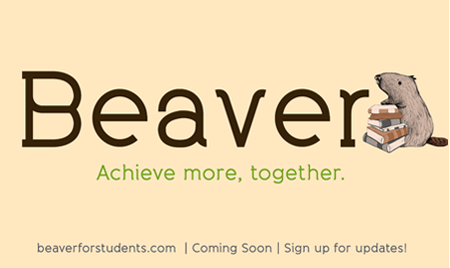 Beaver
Achieve more, together.
beaverforstudents.com | Coming Soon | Sign up for updates!